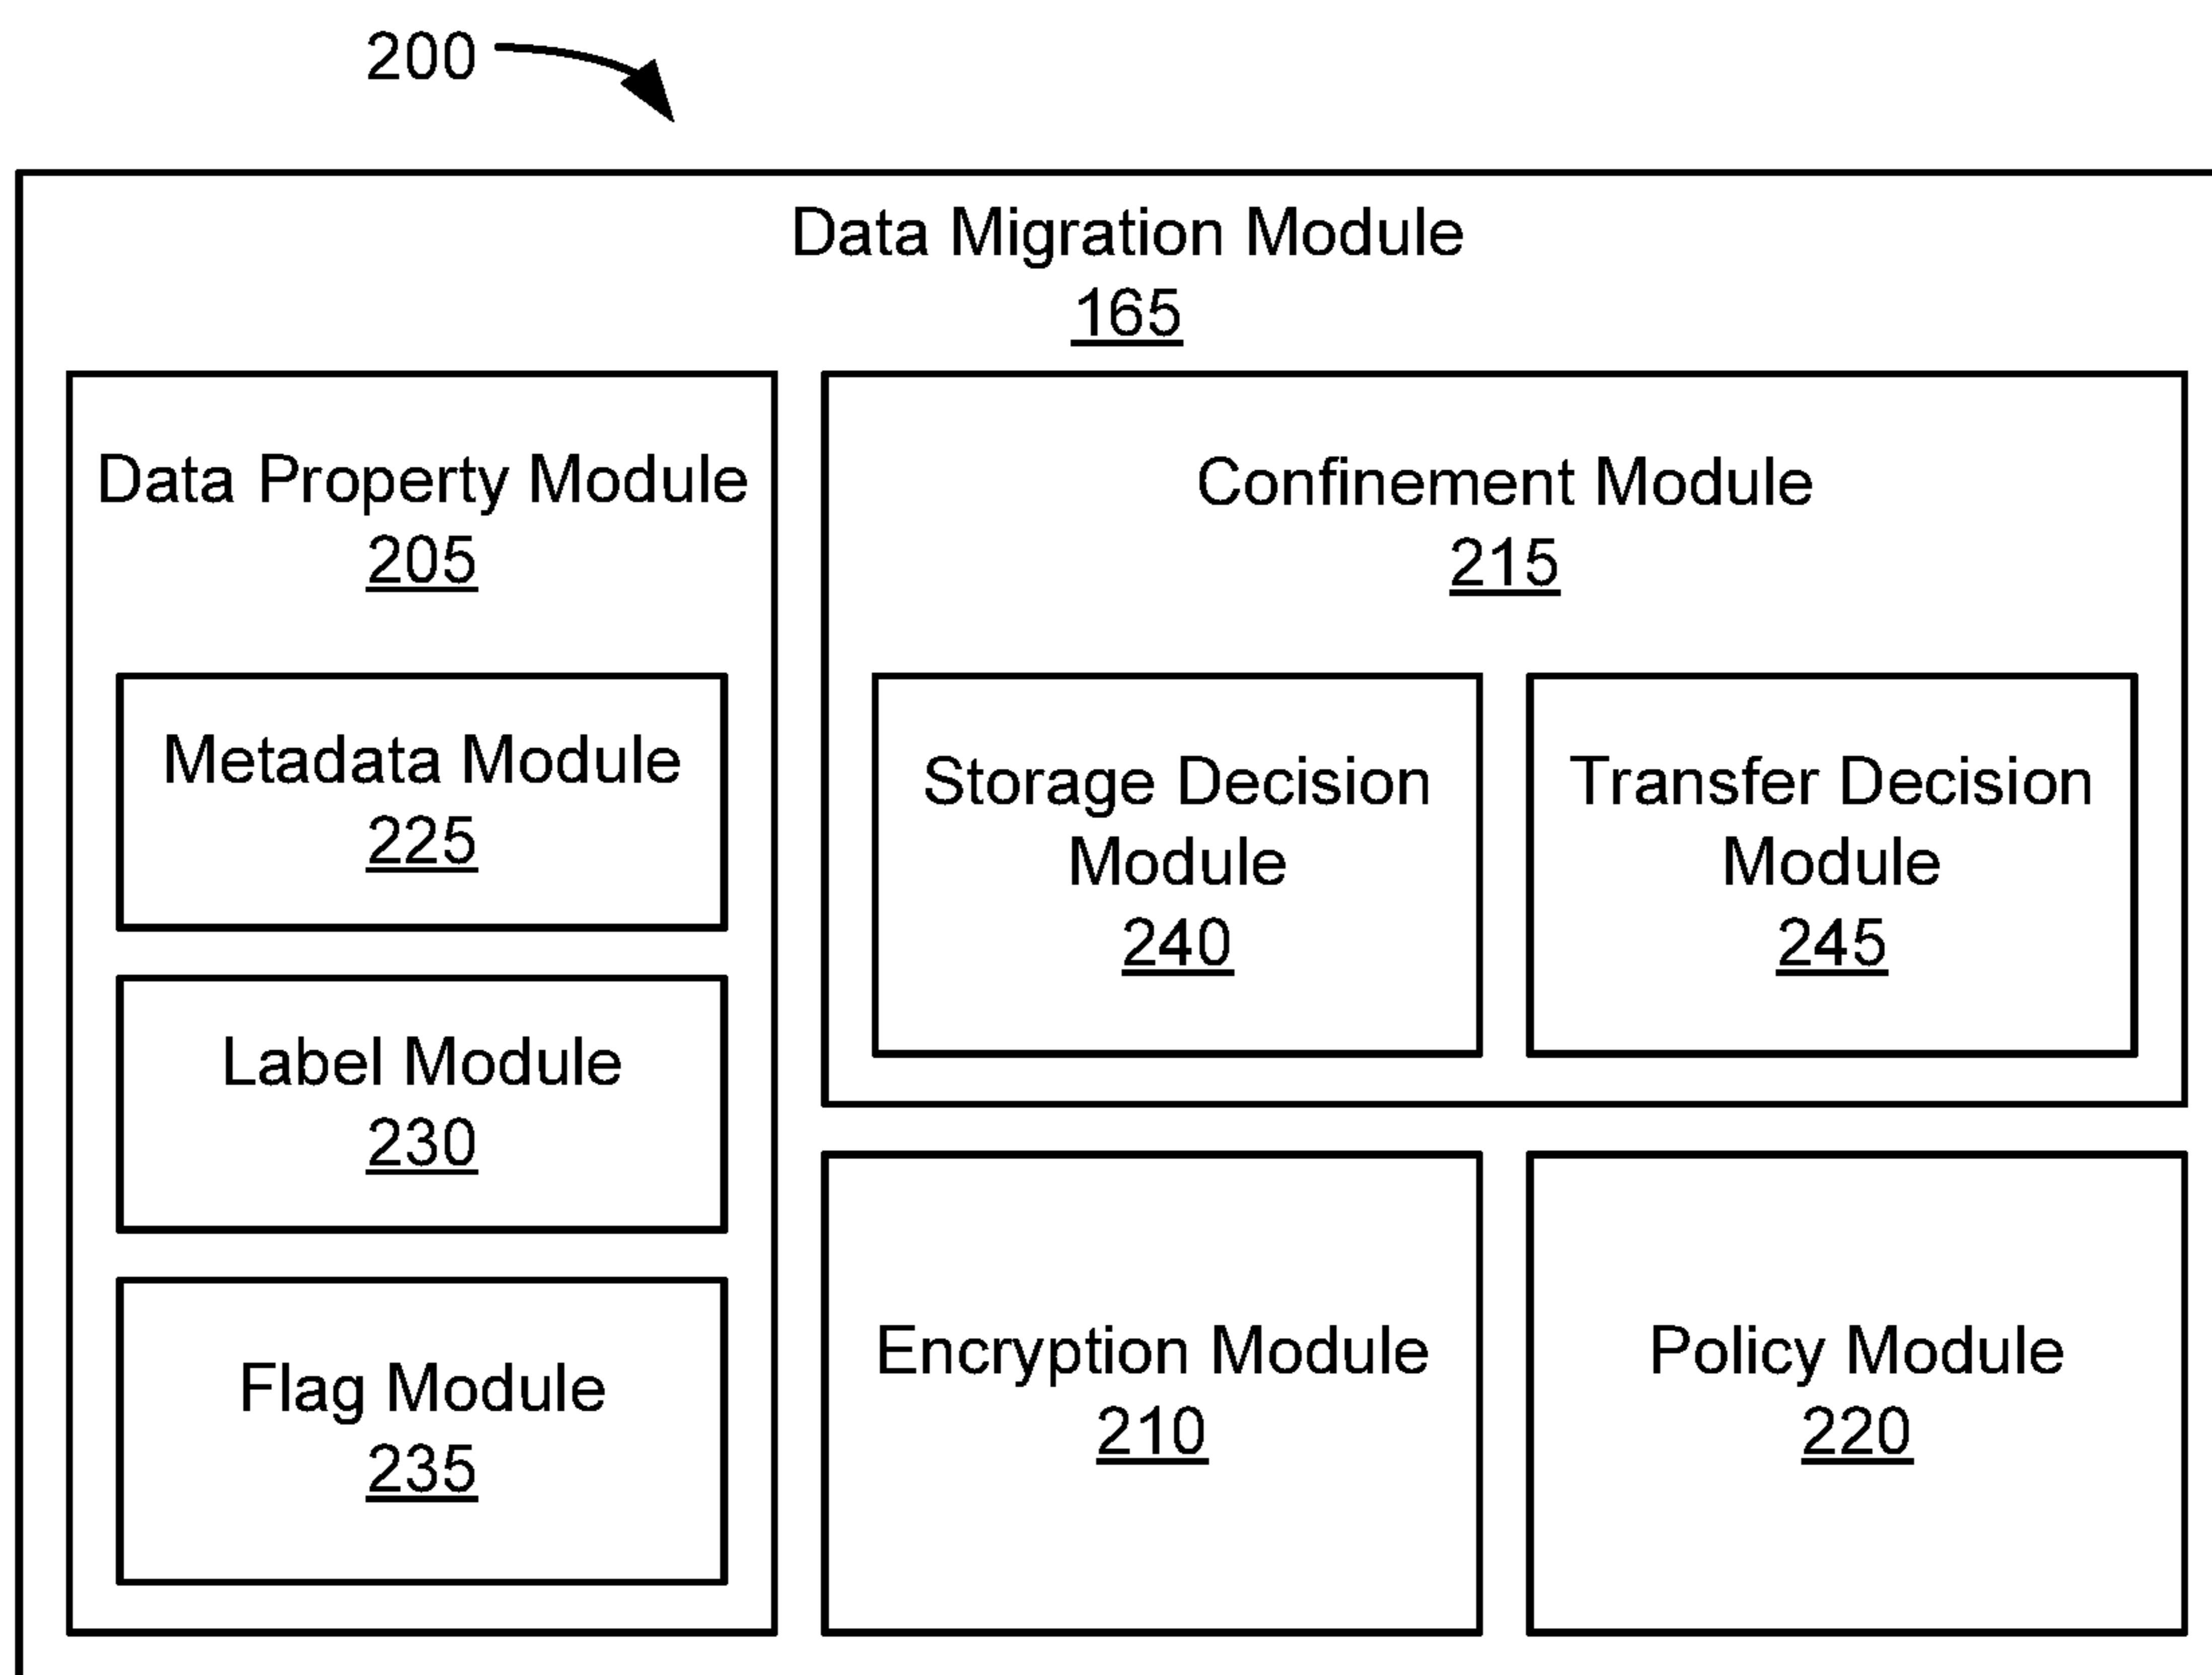 200
Data Migration Module
165
Data Property Module
205
Metadata Module
225
Label Module
230
Flag Module
235
Confinement Module
215
Storage Decision
Module
240
Transfer Decision
Module
245
Encryption Module
210
Policy Module
220